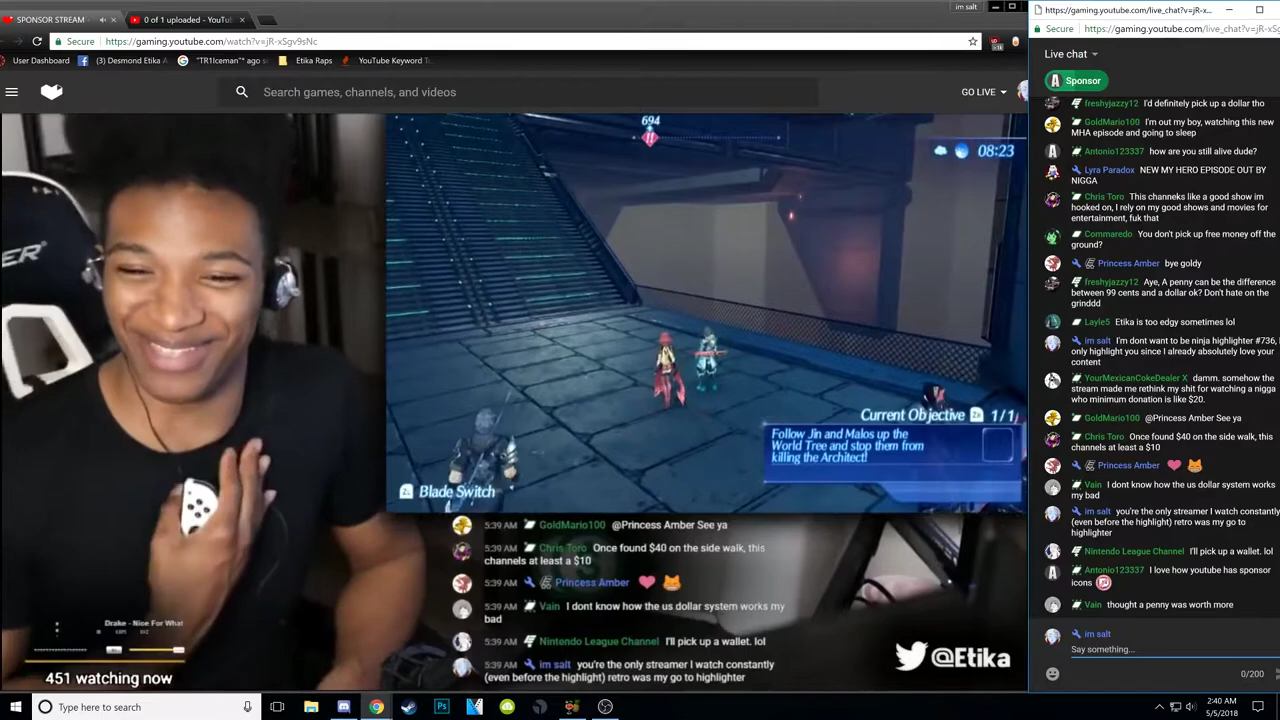 SPONSOR STREAM -
0 of 1 uploaded - YouTu
im salt
https://gaming.youtube.com/live_chat?v=jR-x...
Secure https://gaming.youtube.com/watch?v=jR-xSgv9sNc
Secure https://gaming.youtube.com/live_chat?v=jR-xSg
User Dashboard
(3) Desmond Etika A
"TR1Iceman"* ago s
Etika Raps
YouTube Keyword To
Live chat
Search games, channels, and videos
GO LIVE
A Sponsor
freshyjazzy12 I'd definitely pick up a dollar tho
GoldMario100 I'm out my boy, watching this new
MHA episode and going to sleep
Antonio123337 how are you still alive dude?
Lyra Paradox NEW MY HERO EPISODE OUT BY
NIGGA
Chris Toro This channels like a good show im
hooked on, I rely on my good shows and movies for
entertainment, fuk that
Commaredo You don't pick up free money off the
ground?
Princess Amber bye goldy
freshyjazzy12 Aye, A penny can be the difference
between 99 cents and a dollar ok? Don't hate on the
grinddd
Layle5 Etika is too edgy sometimes lol
im salt I'm dont want to be ninja highlighter #736, i
only highlight you since I already absolutely love your
content
YourMexicanCokeDealer X damm. somehow the
stream made me rethink my shit for watching a nigga
who minimum donation is like $20.
GoldMario100 @Princess Amber See ya
Chris Toro Once found $40 on the side walk, this
channels at least a $10
Princess Amber
Vain I dont know how the us dollar system works
my bad
im salt you're the only streamer I watch constantly
(even before the highlight) retro was my go to
highlighter
Nintendo League Channel I'll pick up a wallet. lol
Antonio123337 I love how youtube has sponsor
icons
Vain thought a penny was worth more
im salt
Say something...
0/200
694
08:23
Current Objective 1/1
Follow Jin and Malos up the
World Tree and stop them from
killing the Architect!
Blade Switch
5:39 AM GoldMario100 @Princess Amber See ya
5:39 AM Chris Toro Once found $40 on the side walk, this
channels at least a $10
5:39 AM Princess Amber
5:39 AM Vain I dont know how the us dollar system works my
bad
5:39 AM Nintendo League Channel I'll pick up a wallet. lol
5:39 AM im salt you're the only streamer I watch constantly
(even before the highlight) retro was my go to highlighter
Drake - Nice For What
451 watching now
@Etika
Type here to search
2:40 AM
5/5/2018